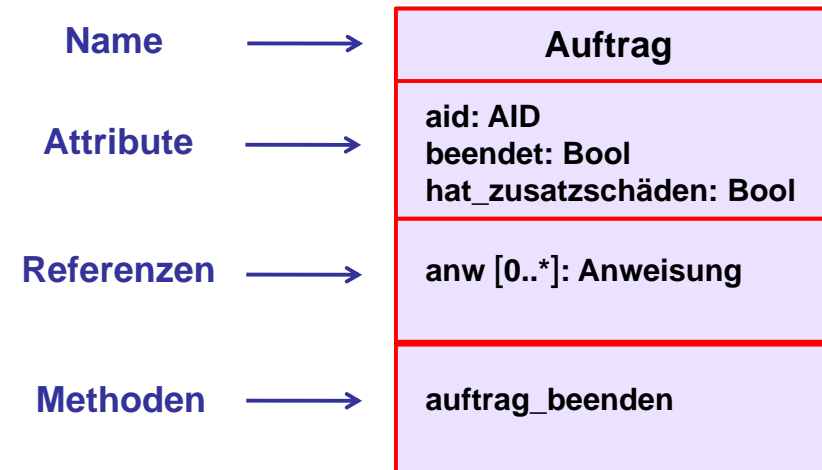 Name
Auftrag
Attribute
aid: AID
beendet: Bool
hat_zusatzschäden: Bool
Referenzen
anw [0..*]: Anweisung
Methoden
auftrag_beenden